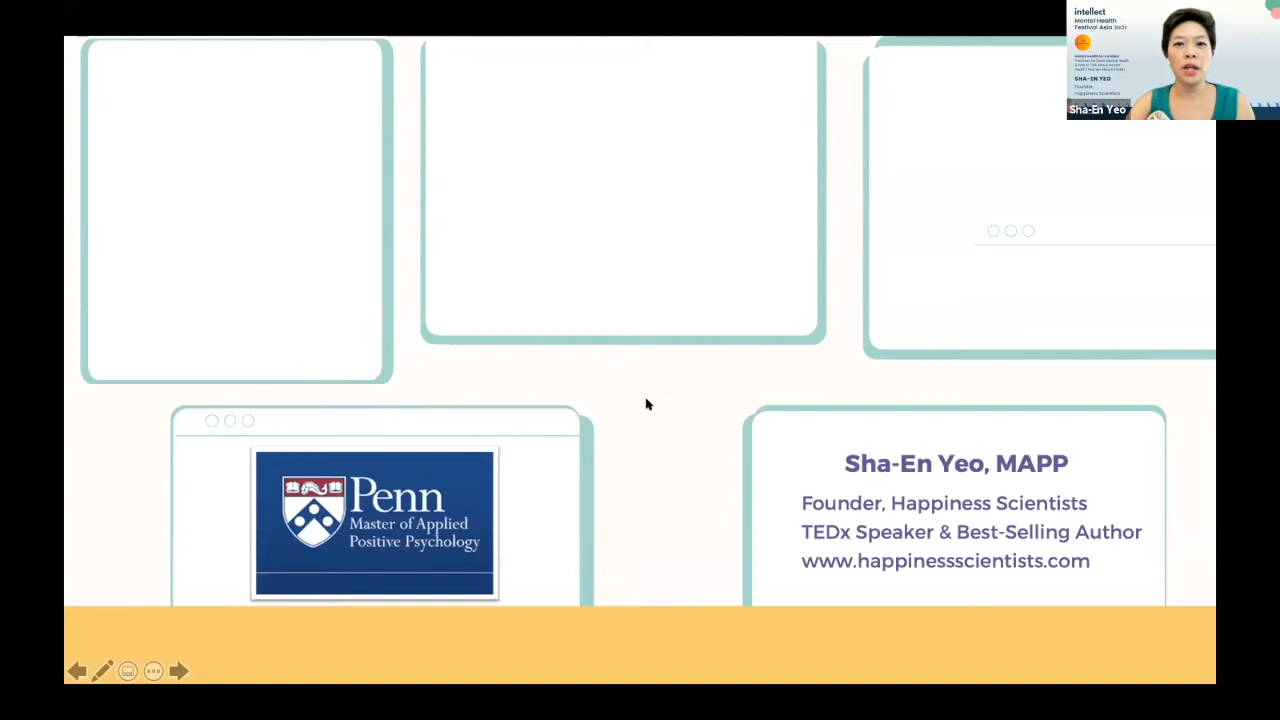 intellect
Mental Health
Festival Asia 2021
SHA-EN YEO
Founder
Happiness Scientists
Sha-En Yeo
Penn
Master of Applied
Positive Psychology
Sha-En Yeo, MAPP
Founder, Happiness Scientists
TEDx Speaker & Best-Selling Author
www.happinessscientists.com